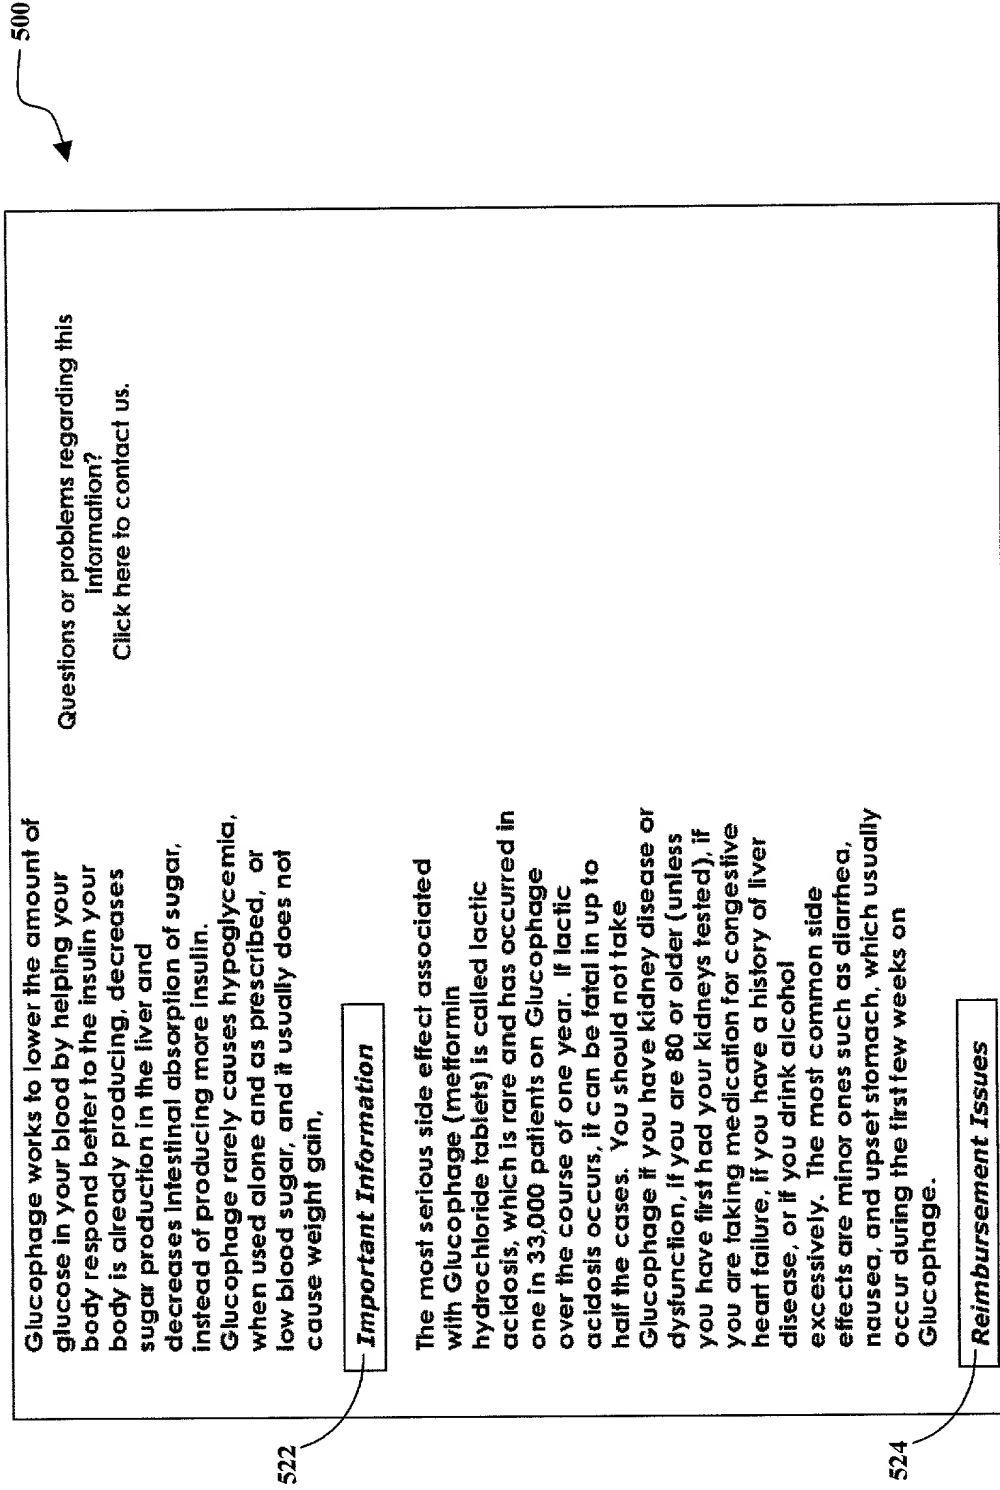 500
Glucophage works to lower the amount of
glucose in your blood by helping your
body respond better to the insulin your
body is already producing, decreases
sugar production in the liver and
decreases intestinal absorption of sugar,
instead of producing more insulin.
Glucophage rarely causes hypoglycemia,
when used alone and as prescribed, or
low blood sugar, and it usually does not
cause weight gain,
Questions or problems regarding this
information?
Click here to contact us.
522
Important Information
The most serious side effect associated
with Glucophage (metformin
hydrochloride tablets) is called lactic
acidosis, which is rare and has occurred in
one in 33,000 patients on Glucophage
over the course of one year. If lactic
acidosis occurs, it can be fatal in up to
half the cases. You should not take
Glucophage if you have kidney disease or
dysfunction, if you are 80 or older (unless
you have first had your kidneys tested), if
you are taking medication for congestive
heart failure, if you have a history of liver
disease, or if you drink alcohol
excessively. The most common side
effects are minor ones such as diarrhea,
nausea, and upset stomach, which usually
occur during the first few weeks on
Glucophage.
524
Reimbursement Issues